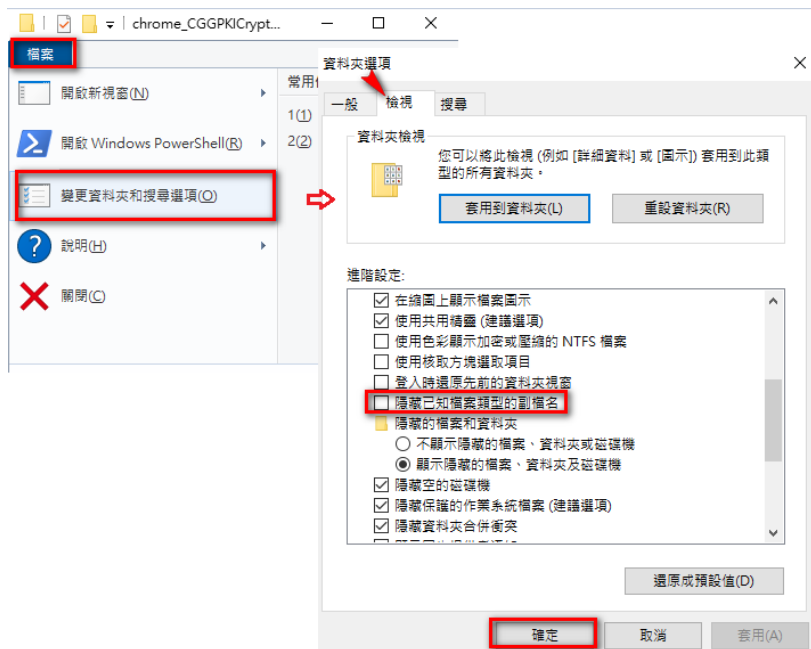 chrome_CGGPKICrypt...
檔案
開啟新視窗(N)
開啟 Windows PowerShell(R)
變更資料夾和搜尋選項(O)
說明(H)
關閉(C)
1(1)
2(2)
資料夾選項
一般
檢視
搜尋
資料夾檢視
您可以將此檢視 (例如 [詳細資料] 或 [圖示]) 套用到此類
型的所有資料夾。
套用到資料夾(L)
重設資料夾(R)
進階設定:
在縮圖上顯示檔案圖示
使用共用精靈 (建議選項)
使用色彩顯示加密或壓縮的 NTFS 檔案
使用核取方塊選取項目
登入時還原先前的資料夾視窗
隱藏已知檔案類型的副檔名
隱藏的檔案和資料夾
不顯示隱藏的檔案、資料夾或磁碟機
顯示隱藏的檔案、資料夾及磁碟機
隱藏空的磁碟機
隱藏保護的作業系統檔案 (建議選項)
隱藏資料夾合併衝突
還原成預設值(D)
確定
取消
套用(A)